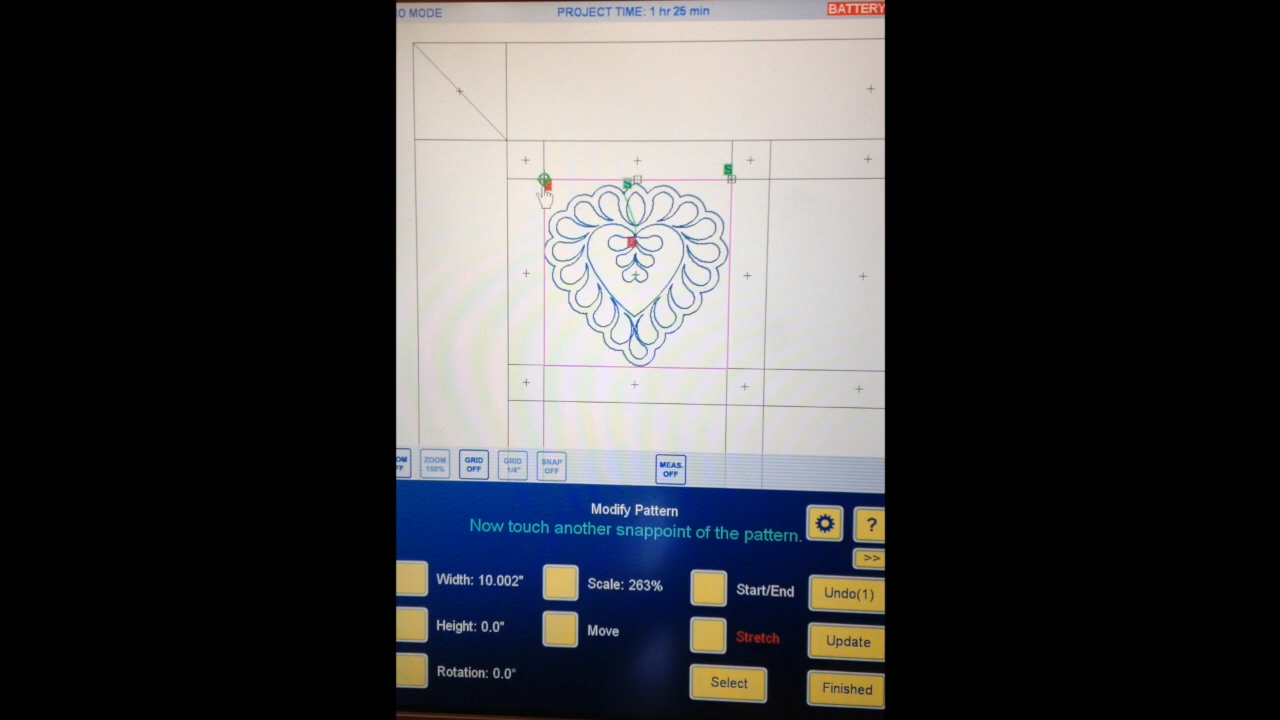 O MODE
PROJECT TIME: 1 hr 25 min
BATTERY
S
S
ZOOM
150%
GRID
OFF
GRID
1/4"
SNAP
OFF
MEAS.
OFF
Modify Pattern
Now touch another snappoint of the pattern.
?
>>
Width: 10.002"
Scale: 263%
Start/End
Undo(1)
Height: 0.0"
Move
Stretch
Update
Rotation: 0.0°
Select
Finished